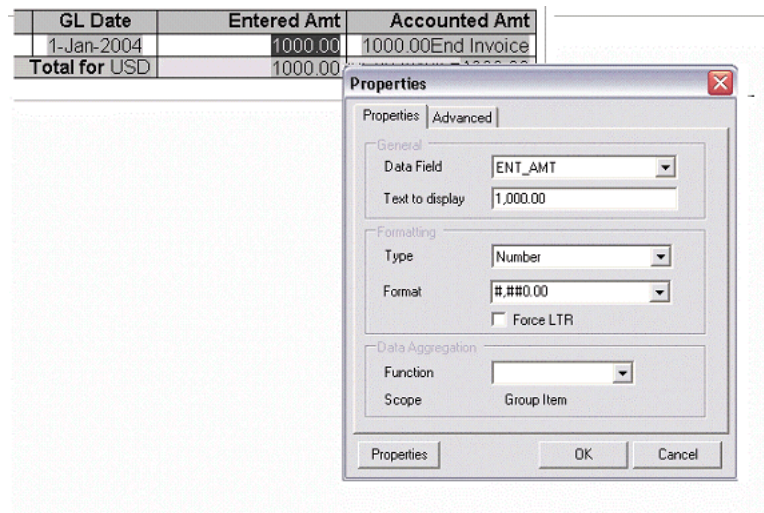 GL Date Entered Amt Accounted Amt
1-Jan-2004 1000.00 1000.00End Invoice
Total for USD 1000.00
Properties
Properties Advanced
General
Data Field ENT_AMT
Text to display 1,000.00
Formatting
Type Number
Format #,##0.00
Force LTR
Data Aggregation
Function
Scope Group Item
Properties OK Cancel